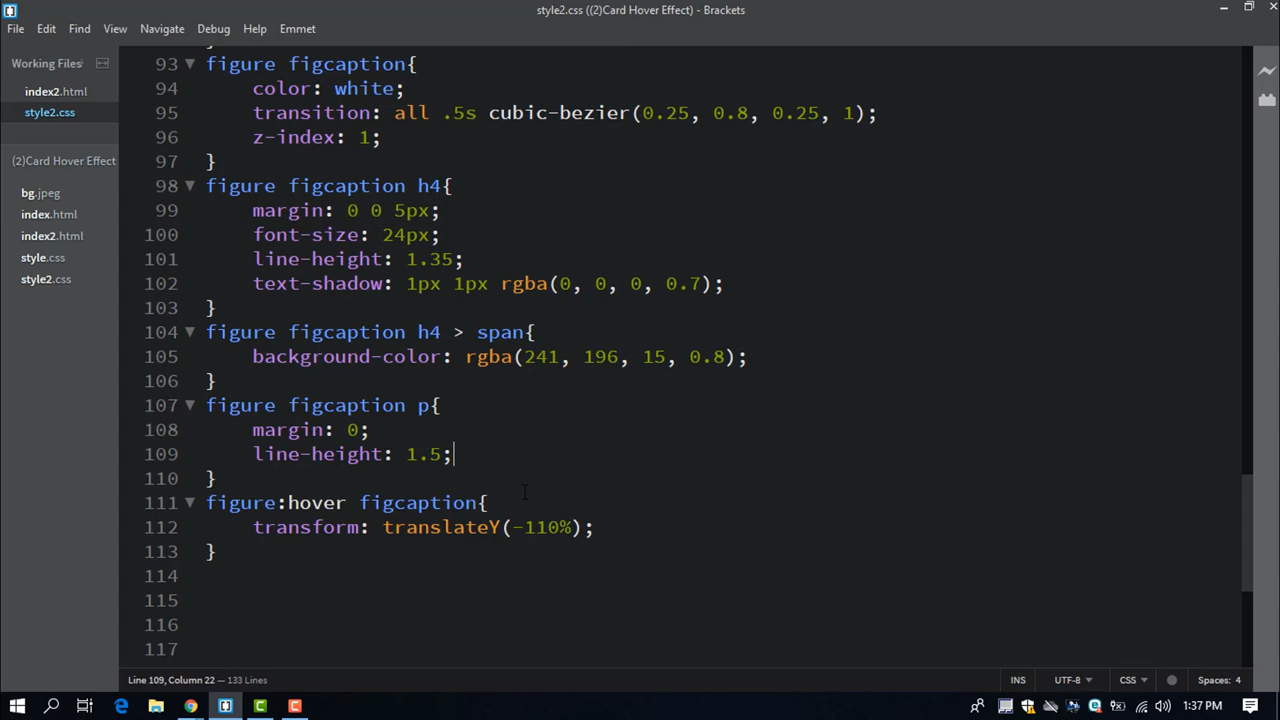 style2.css ((2)Card Hover Effect) - Brackets
File Edit Find View Navigate Debug Help Emmet
Working Files
index2.html
style2.css
(2)Card Hover Effect
bg.jpeg
index.html
index2.html
style.css
style2.css
93 figure figcaption{
94 color: white;
95 transition: all .5s cubic-bezier(0.25, 0.8, 0.25, 1);
96 z-index: 1;
97 }
98 figure figcaption h4{
99 margin: 0 0 5px;
100 font-size: 24px;
101 line-height: 1.35;
102 text-shadow: 1px 1px rgba(0, 0, 0, 0.7);
103 }
104 figure figcaption h4 > span{
105 background-color: rgba(241, 196, 15, 0.8);
106 }
107 figure figcaption p{
108 margin: 0;
109 line-height: 1.5;
110 }
111 figure:hover figcaption{
112 transform: translateY(-110%);
113 }
114
115
116
117
Line 109, Column 22 — 133 Lines
INS UTF-8 CSS Spaces: 4
1:37 PM